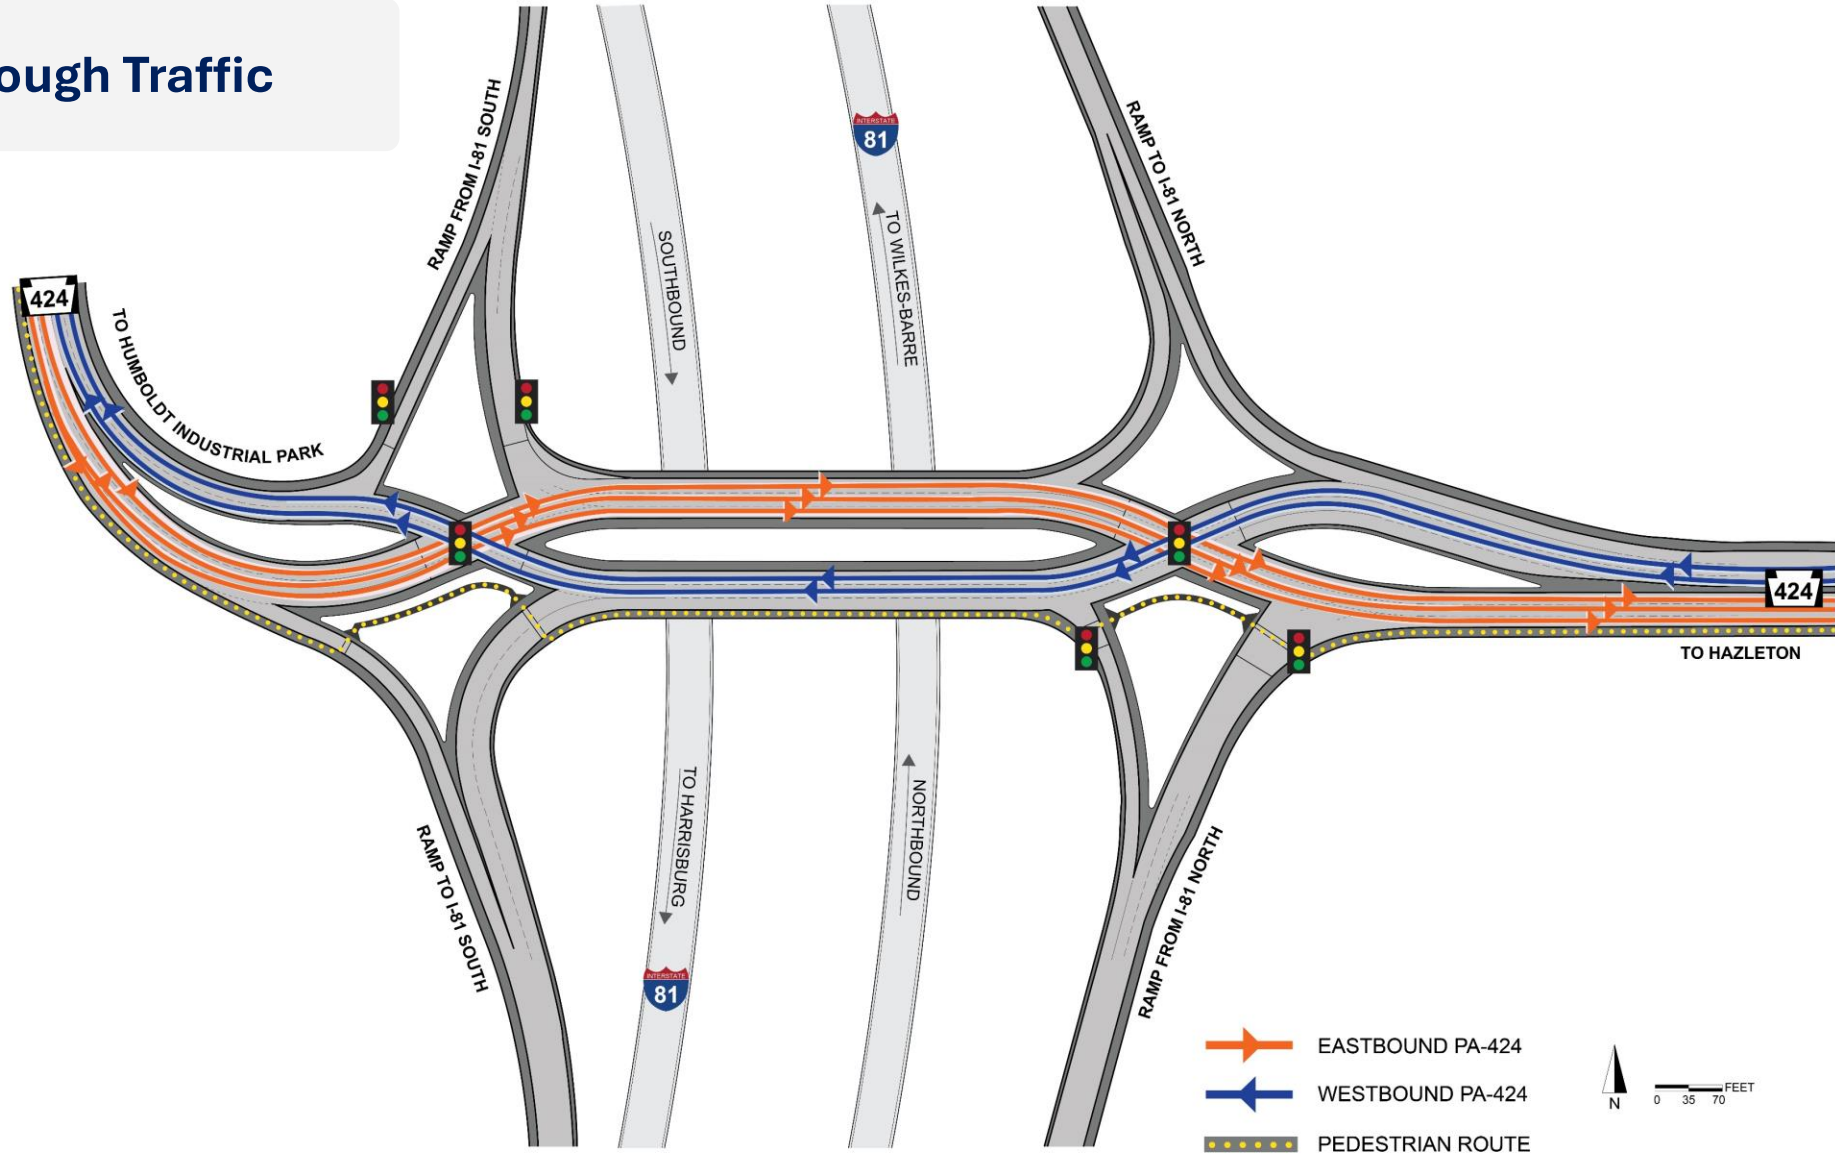 ough Traffic
RAMP FROM I-81 SOUTH
INTERSTATE
81
RAMP TO I-81 NORTH
SOUTHBOUND
TO WILKES-BARRE
424
TO HUMBOLDT INDUSTRIAL PARK
424
TO HAZLETON
TO HARRISBURG
NORTHBOUND
RAMP TO I-81 SOUTH
RAMP FROM I-81 NORTH
INTERSTATE
81
EASTBOUND PA-424
WESTBOUND PA-424
PEDESTRIAN ROUTE
N
FEET
0 35 70